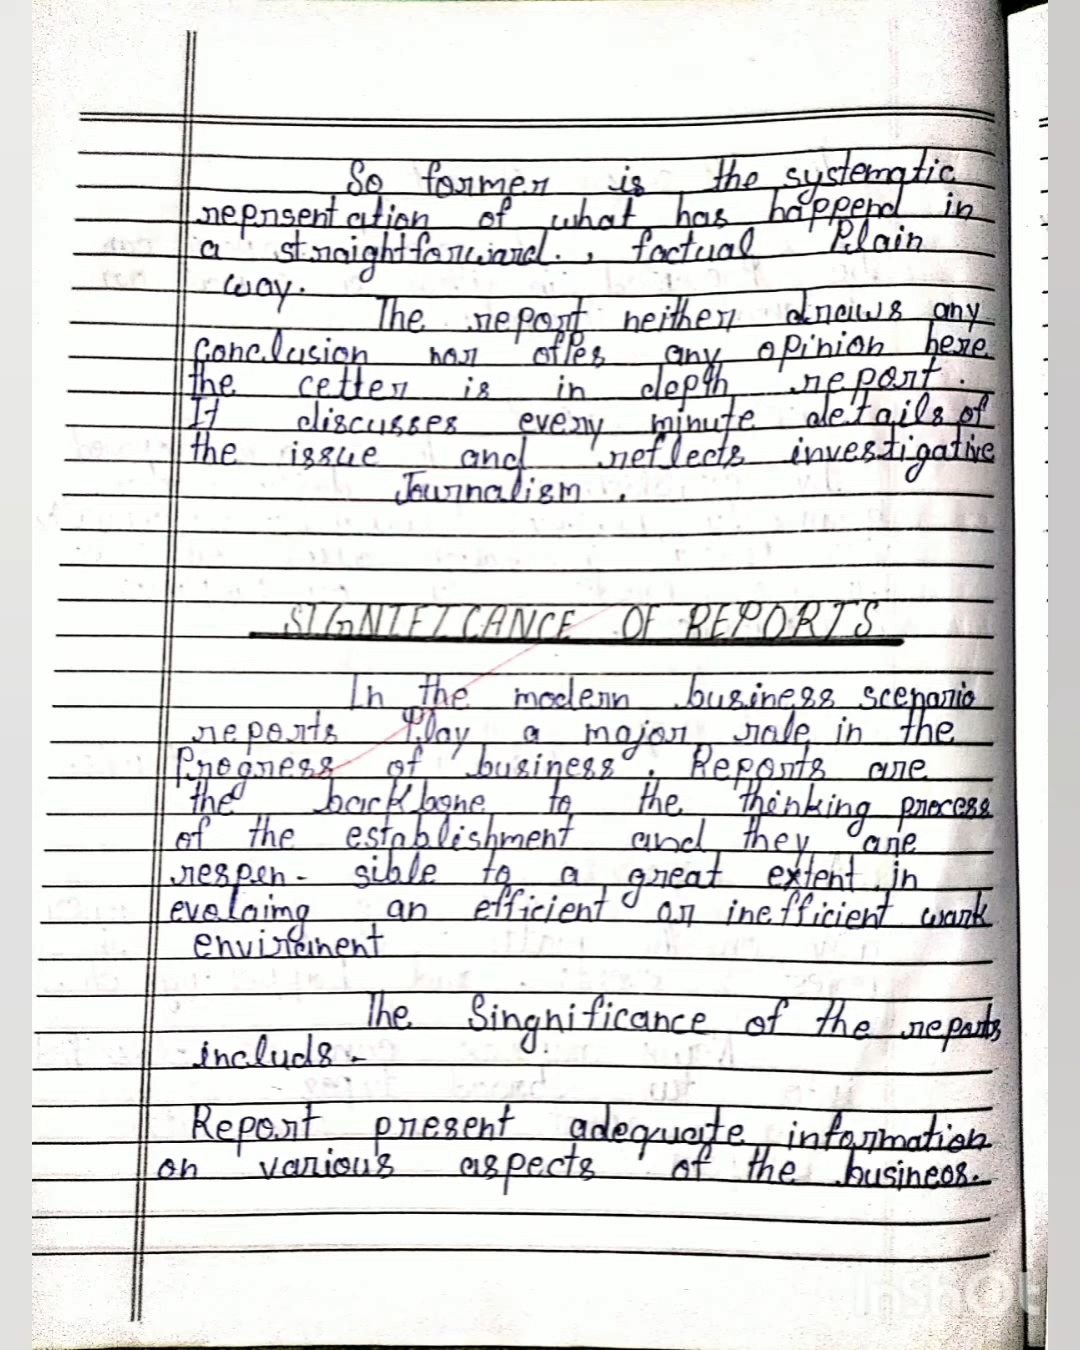 So former is the systematic
reprisentation of what has happend in
a straightforward., factual Plain
way.
The report neither draws any
Conclusion nor offes any opinion here
the cetter is in depth report.
It discusses every minute details of
the issue and reflects investigative
Journalism.
SIGNIFICANCE OF REPORTS
In the modern business scenario
reports Play a major role in the
Progress of business. Reports are
the backbone to the thinking process
of the establishment and they are
respen- sible to a great extent in
evolaimg an efficient or inefficient work
envirement
The Singnificance of the reports
includs-
Report present adequate information
on various aspects of the busineos.
Inshot